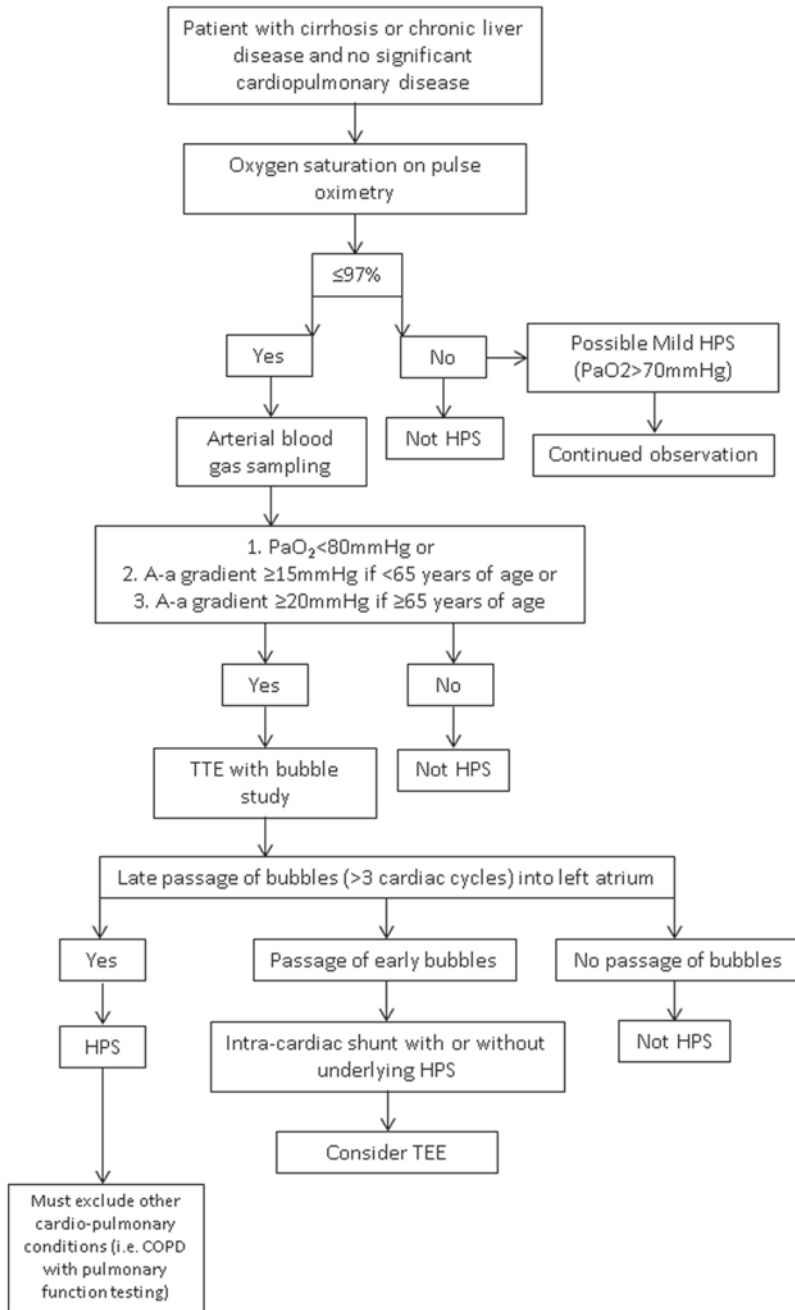 Patient with cirrhosis or chronic liver
disease and no significant
cardiopulmonary disease
Oxygen saturation on pulse
oximetry
≤97%
Yes
No
Possible Mild HPS
(PaO2>70mmHg)
Arterial blood
gas sampling
Not HPS
Continued observation
1. PaO₂<80mmHg or
2. A-a gradient ≥15mmHg if <65 years of age or
3. A-a gradient ≥20mmHg if ≥65 years of age
Yes
No
TTE with bubble
study
Not HPS
Late passage of bubbles (>3 cardiac cycles) into left atrium
Yes
Passage of early bubbles
No passage of bubbles
HPS
Intra-cardiac shunt with or without
underlying HPS
Not HPS
Consider TEE
Must exclude other
cardio-pulmonary
conditions (i.e. COPD
with pulmonary
function testing)